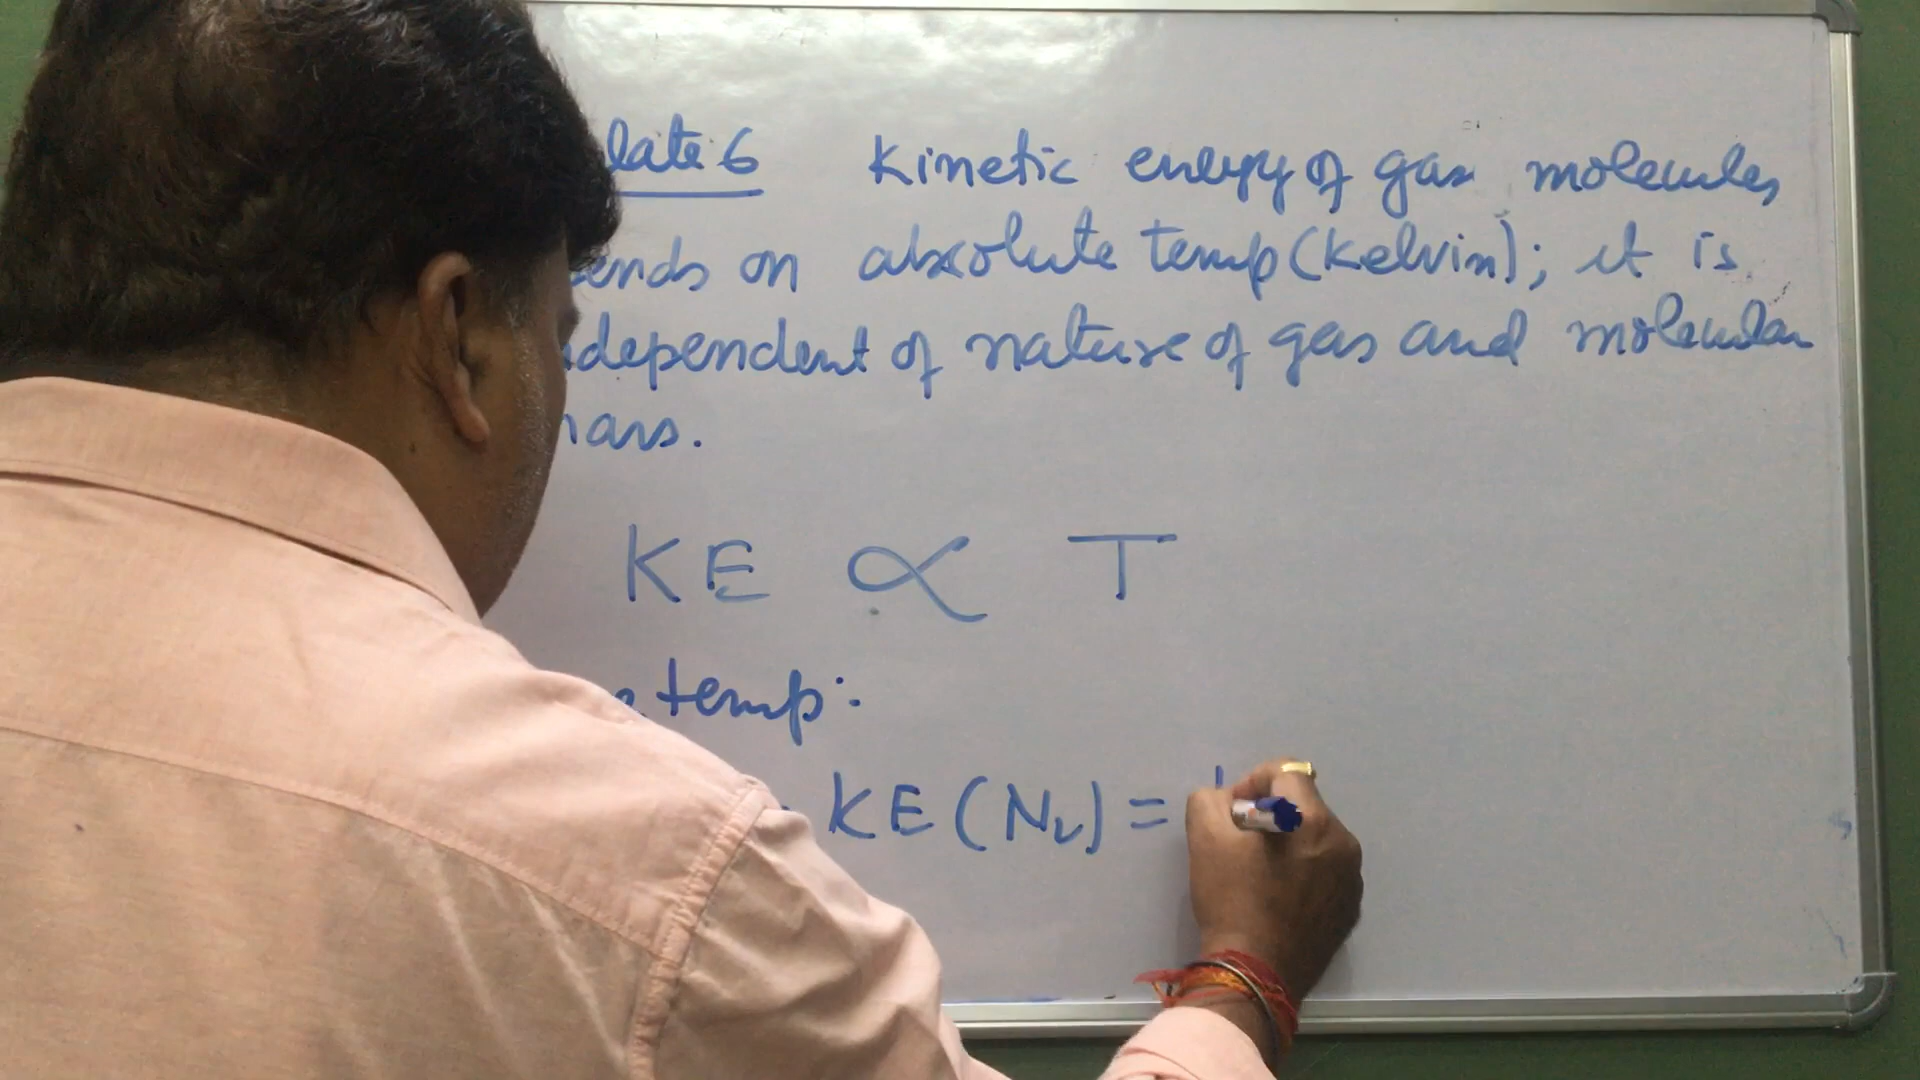 late 6 Kinetic energy of gas molecules
ends on absolute temp (Kelvin); it is
dependent of nature of gas and molecular
ass.
KE ∝ T
temp:
KE (N₂) =